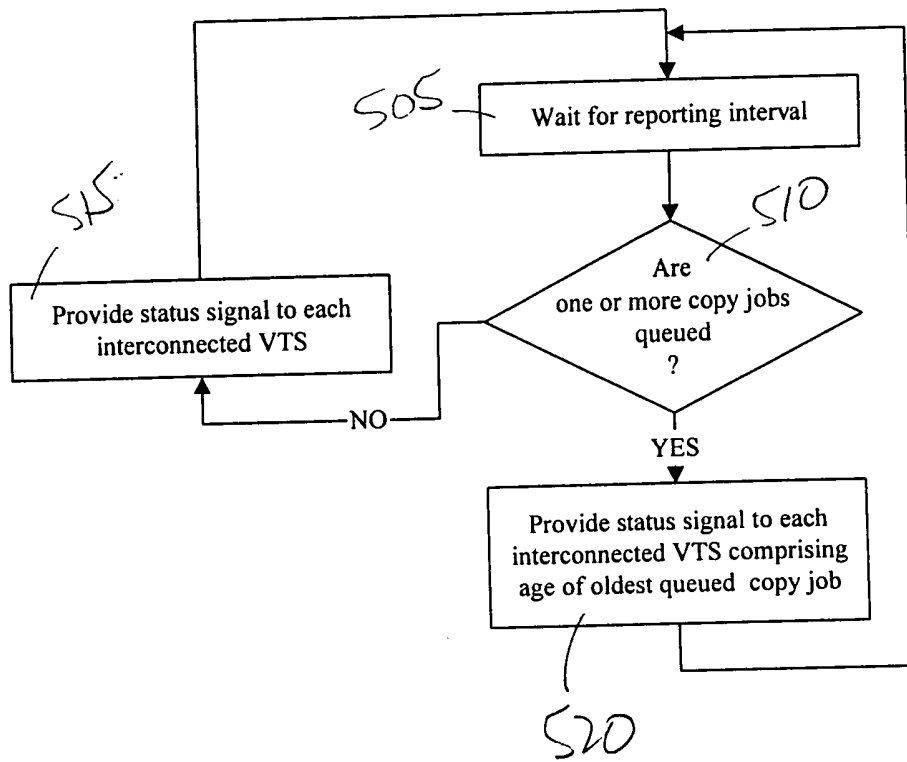 505
Wait for reporting interval
510
515
Are
one or more copy jobs
queued
?
Provide status signal to each
interconnected VTS
NO
YES
Provide status signal to each
interconnected VTS comprising
age of oldest queued copy job
520